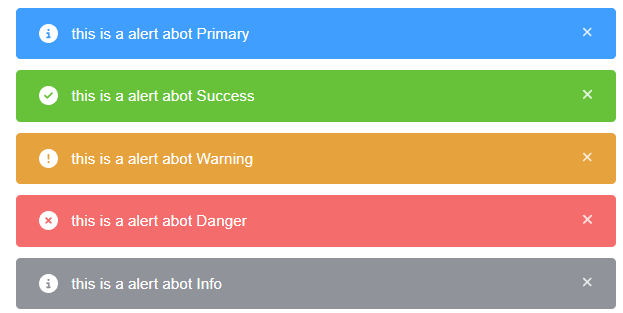 this is a alert abot Primary
this is a alert abot Success
this is a alert abot Warning
this is a alert abot Danger
this is a alert abot Info